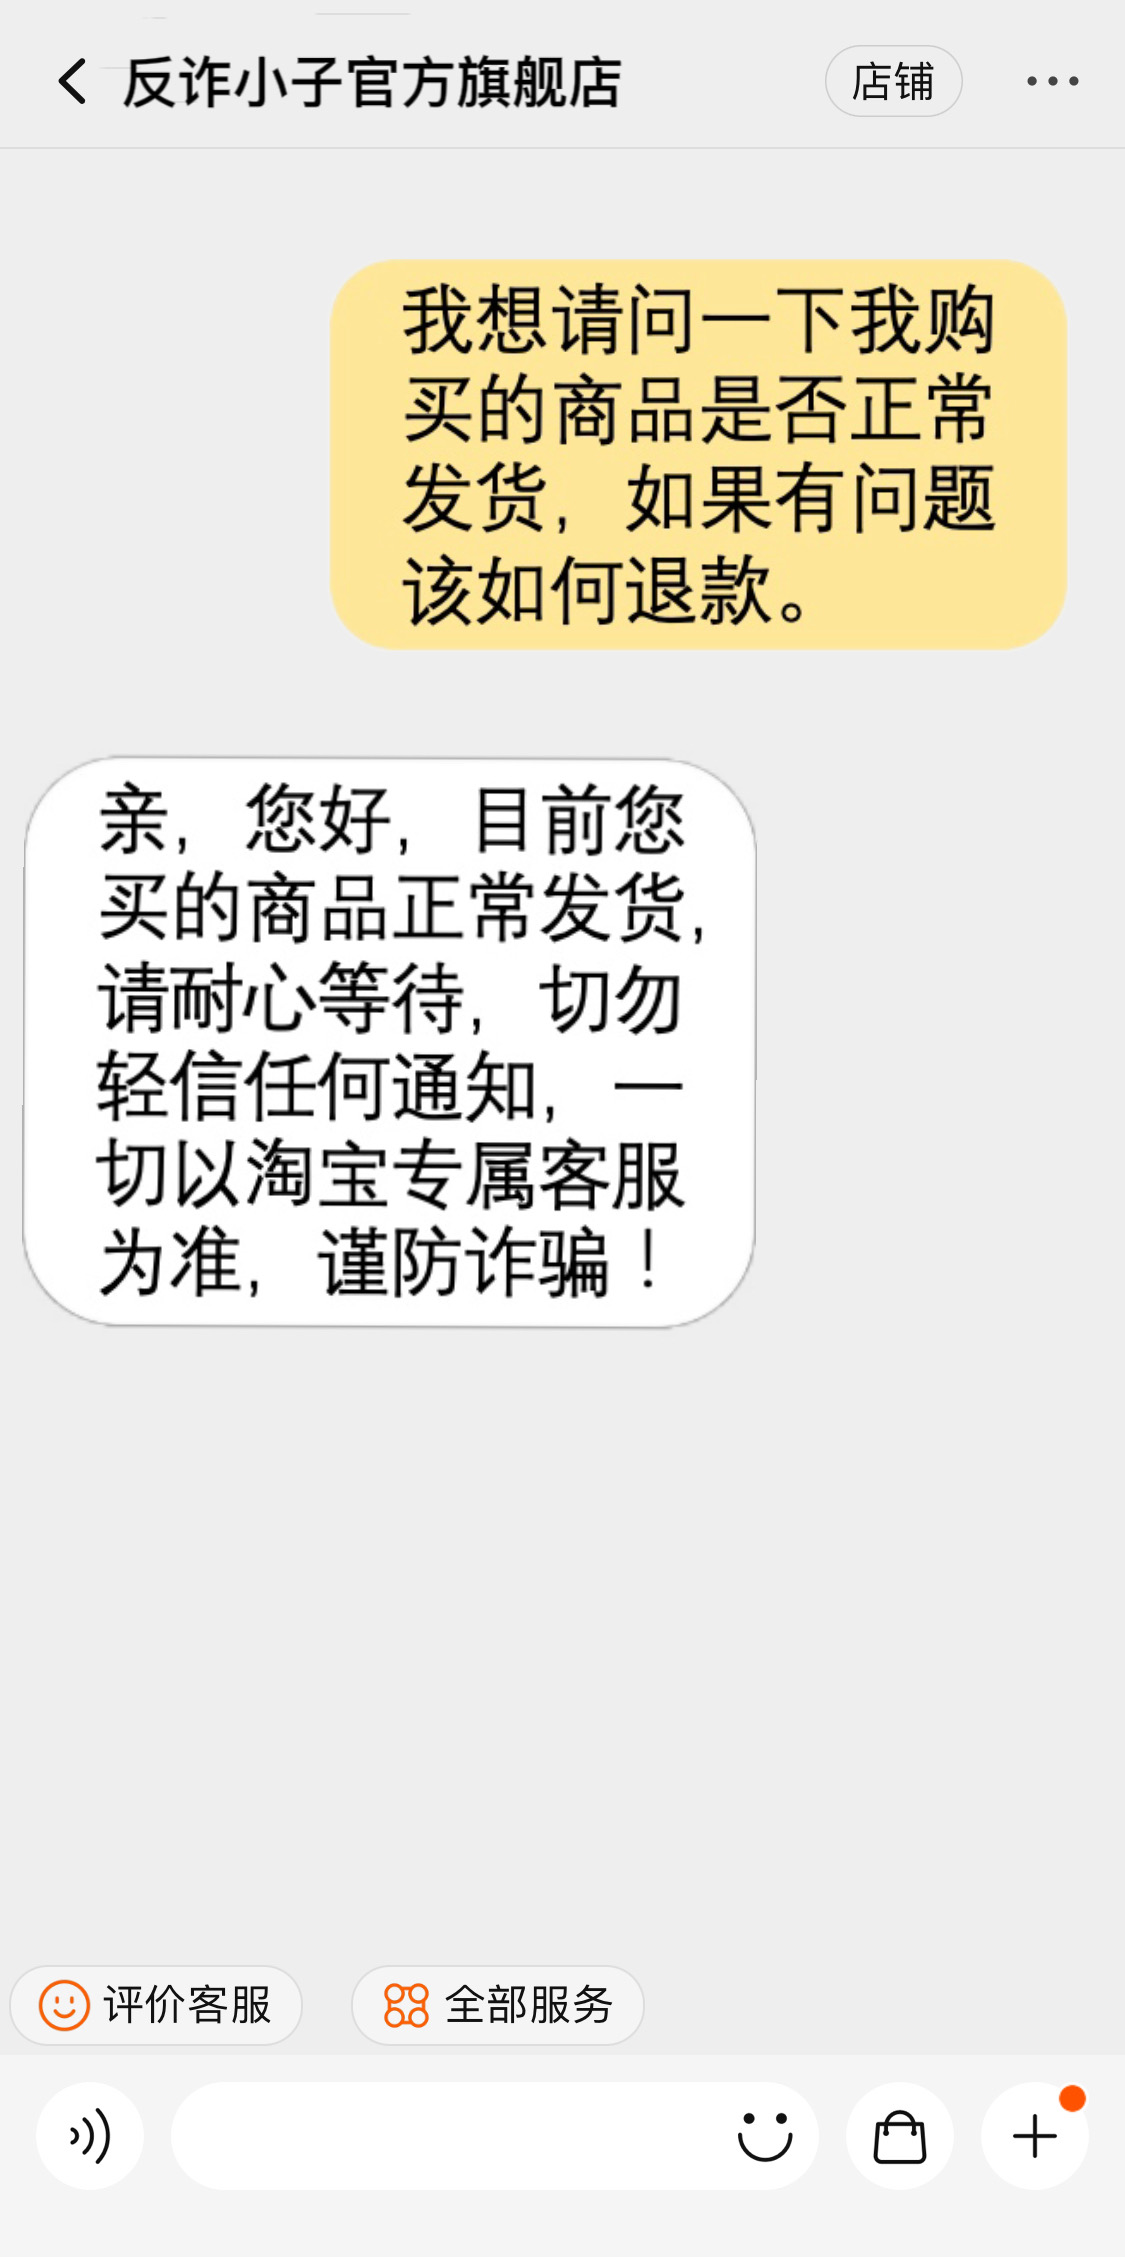 反诈小子官方旗舰店
店铺
我想请问一下我购
买的商品是否正常
发货，如果有问题
该如何退款。
亲，您好，目前您
买的商品正常发货，
请耐心等待，切勿
轻信任何通知，一
切以淘宝专属客服
为准，谨防诈骗！
评价客服
全部服务